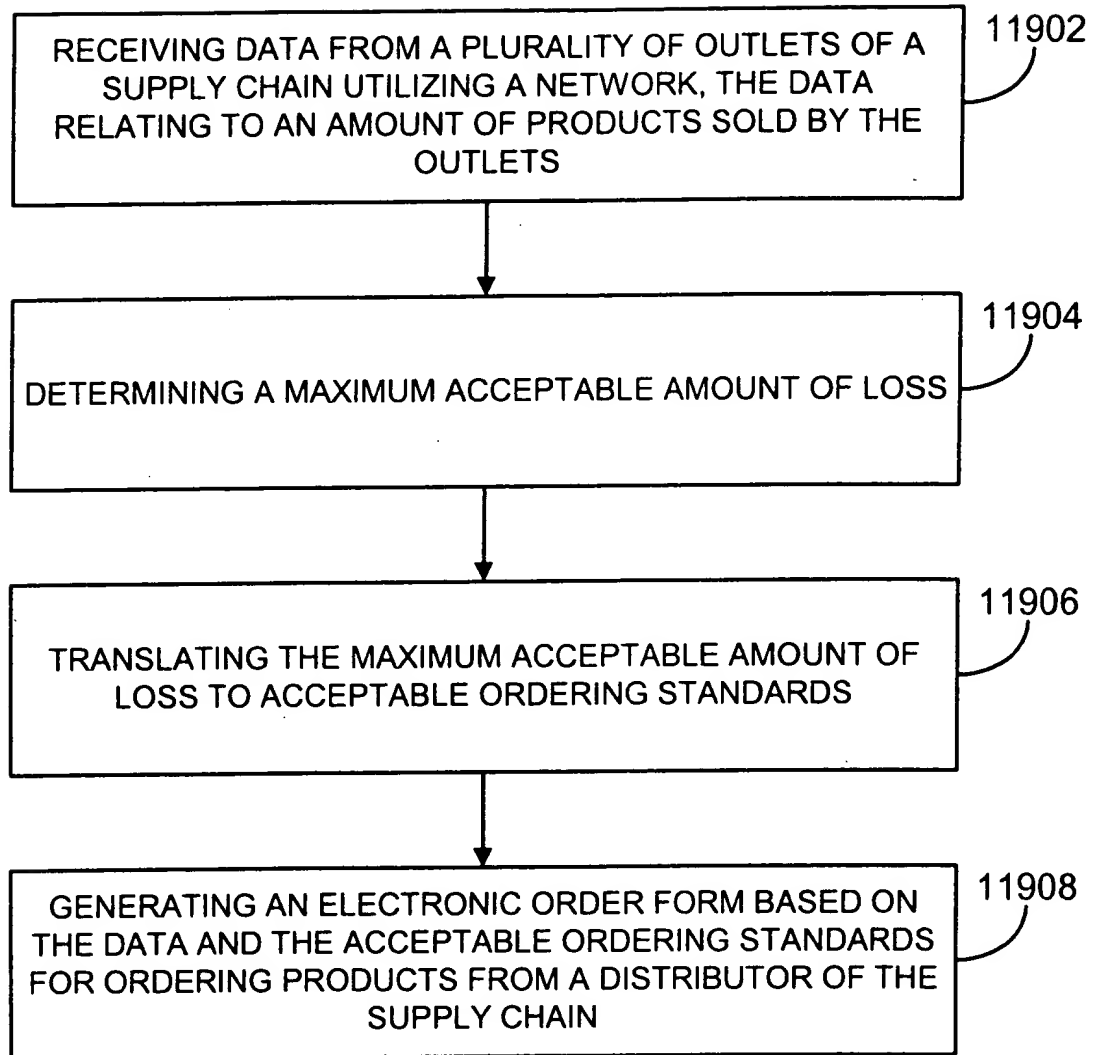 RECEIVING DATA FROM A PLURALITY OF OUTLETS OF A
SUPPLY CHAIN UTILIZING A NETWORK, THE DATA
RELATING TO AN AMOUNT OF PRODUCTS SOLD BY THE
OUTLETS
11902
DETERMINING A MAXIMUM ACCEPTABLE AMOUNT OF LOSS
11904
TRANSLATING THE MAXIMUM ACCEPTABLE AMOUNT OF
LOSS TO ACCEPTABLE ORDERING STANDARDS
11906
GENERATING AN ELECTRONIC ORDER FORM BASED ON
THE DATA AND THE ACCEPTABLE ORDERING STANDARDS
FOR ORDERING PRODUCTS FROM A DISTRIBUTOR OF THE
SUPPLY CHAIN
11908